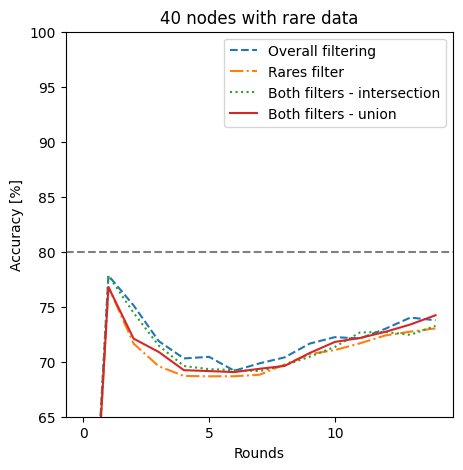 40 nodes with rare data
Overall filtering
Rares filter
Both filters - intersection
Both filters - union
Accuracy [%]
100
95
90
85
80
75
70
65
0
5
10
Rounds